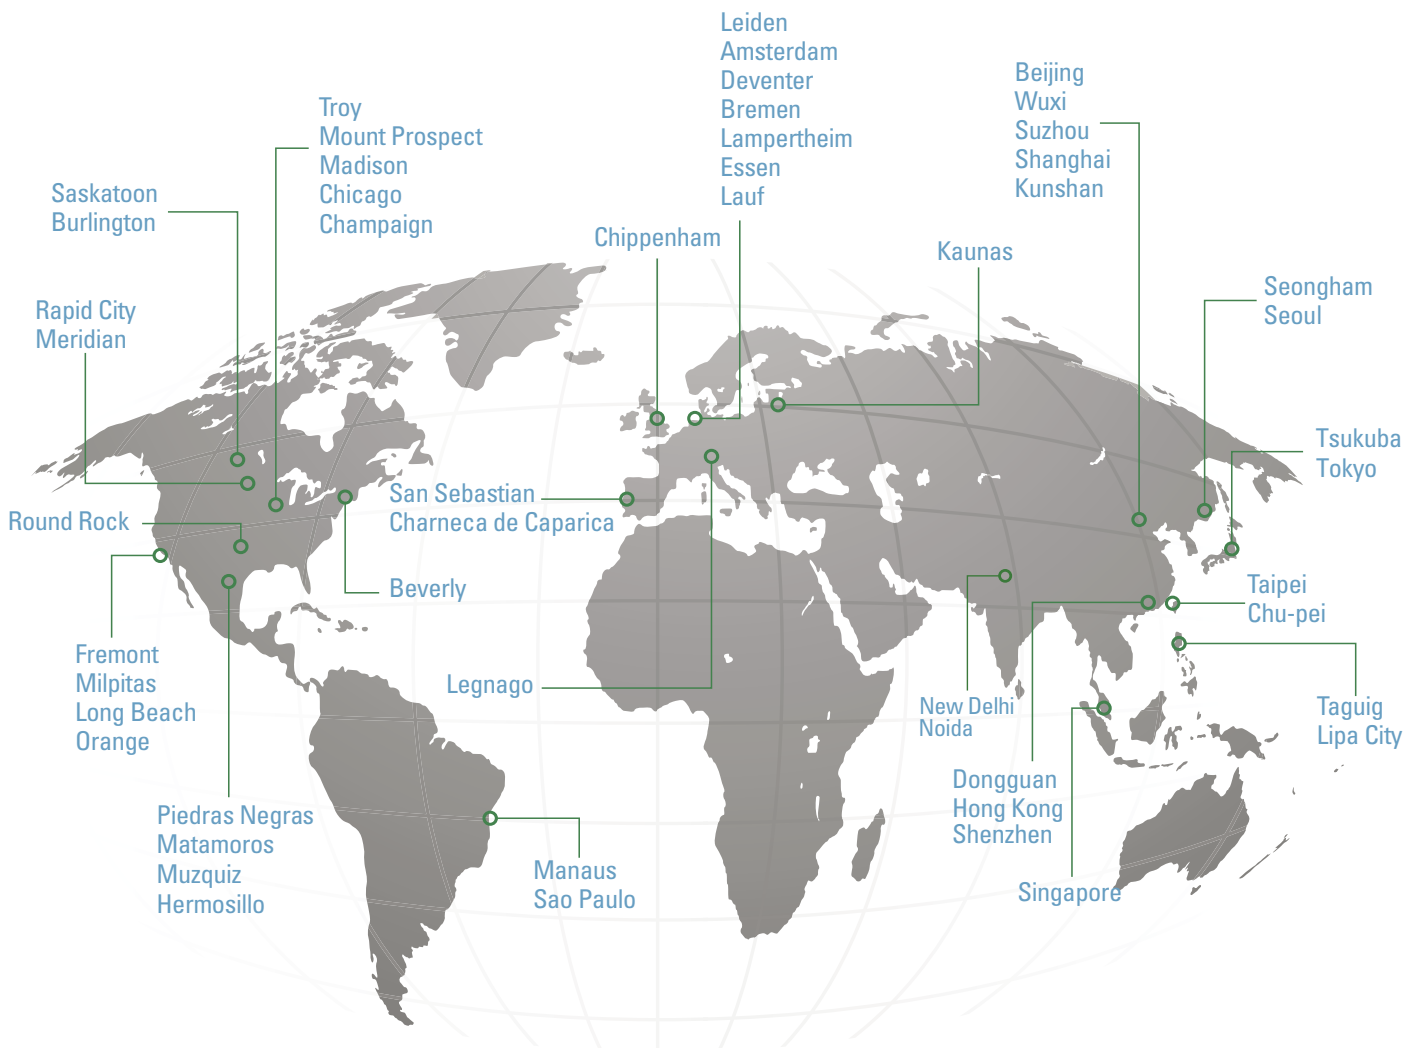 Leiden
Amsterdam
Deventer
Bremen
Lampertheim
Essen
Lauf
Beijing
Wuxi
Suzhou
Shanghai
Kunshan
Troy
Mount Prospect
Madison
Chicago
Champaign
Saskatoon
Burlington
Chippenham
Kaunas
Seongham
Seoul
Rapid City
Meridian
Tsukuba
Tokyo
San Sebastian
Charneca de Caparica
Round Rock
Beverly
Taipei
Chu-pei
Fremont
Milpitas
Long Beach
Orange
Legnago
New Delhi
Noida
Taguig
Lipa City
Dongguan
Hong Kong
Shenzhen
Piedras Negras
Matamoros
Muzquiz
Hermosillo
Manaus
Sao Paulo
Singapore